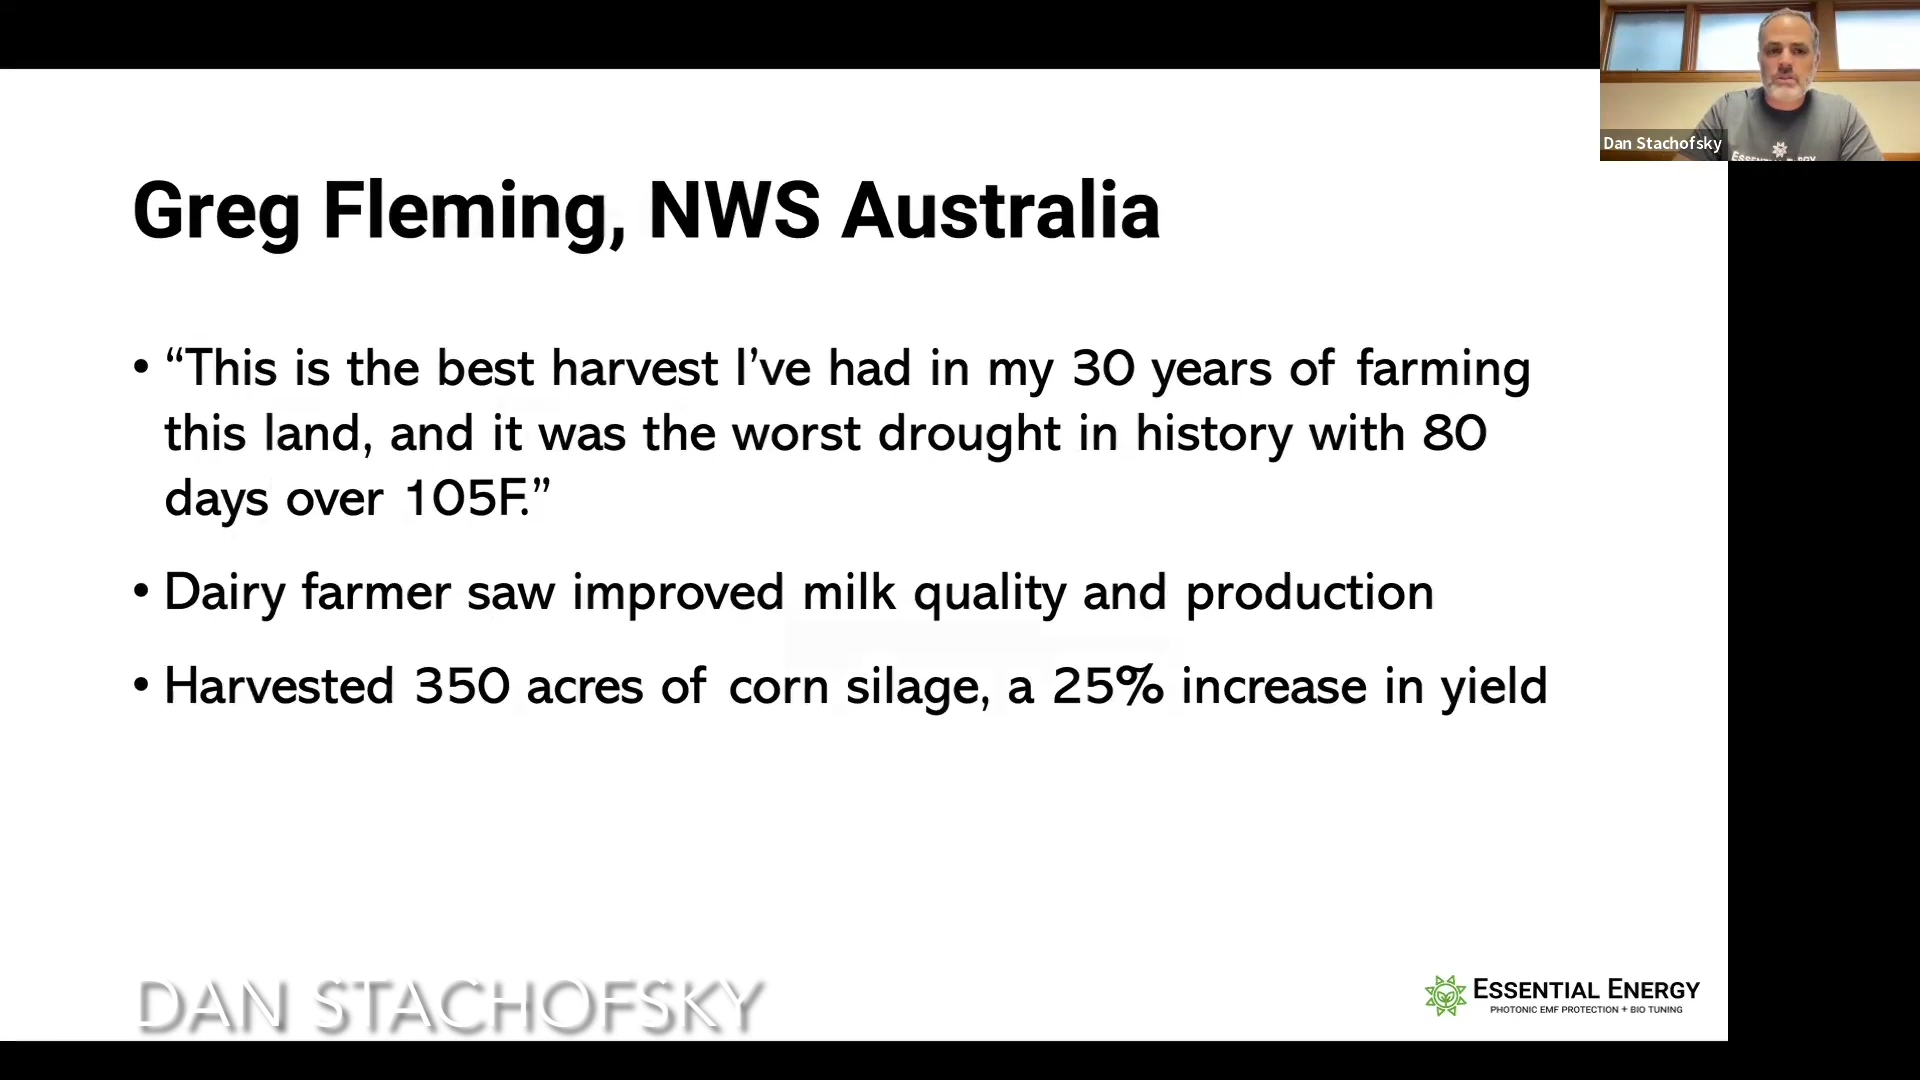 Dan Stachofsky
Greg Fleming, NWS Australia
• “This is the best harvest I’ve had in my 30 years of farming
this land, and it was the worst drought in history with 80
days over 105F.”
• Dairy farmer saw improved milk quality and production
• Harvested 350 acres of corn silage, a 25% increase in yield
DAN STACHOFSKY
ESSENTIAL ENERGY
PHOTONIC EMF PROTECTION + BIO TUNING